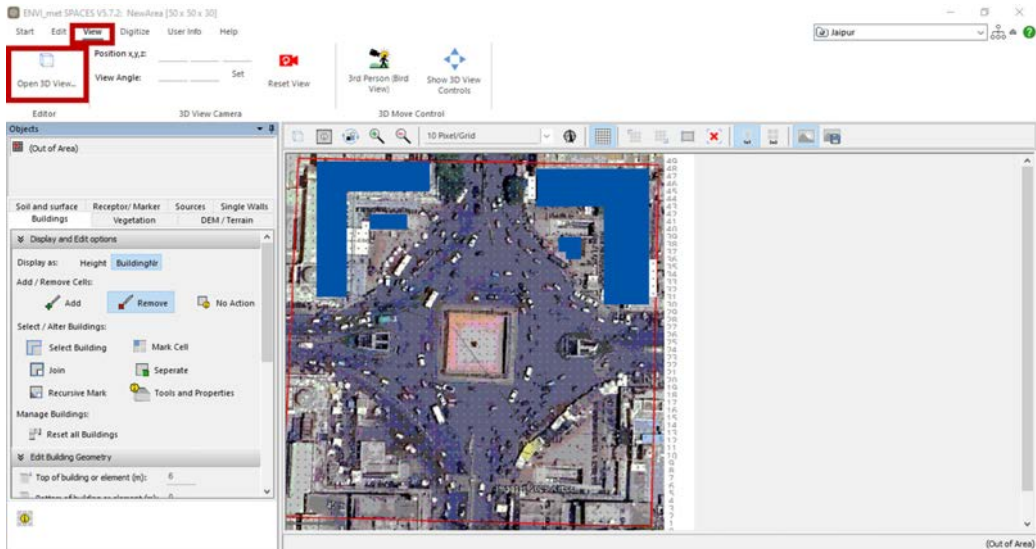 ENVI_met SPACES V5.7.2: NewArea [50 x 50 x 30]
Start Edit View Digitize User Info Help
Jaipur
Open 3D View...
Position x,y,z:
View Angle:
Set
Reset View
3rd Person (Bird View)
Show 3D View Controls
Editor
3D View Camera
3D Move Control
Objects
(Out of Area)
10 Pixel/Grid
Soil and surface Receptor/ Marker Sources Single Walls
Buildings Vegetation DEM / Terrain
Display and Edit options
Display as: Height BuildingNr
Add / Remove Cells:
Add Remove No Action
Select / Alter Buildings:
Select Building Mark Cell
Join Seperate
Recursive Mark Tools and Properties
Manage Buildings:
Reset all Buildings
Edit Building Geometry
Top of building or element (m): 6
Bottom of building or element (m): 0
49
48
47
46
45
44
43
42
41
40
39
38
37
36
35
34
33
32
31
30
29
28
27
26
25
24
23
22
21
20
19
18
17
16
15
14
13
12
11
10
9
8
7
6
5
4
3
2
1
(Out of Area)